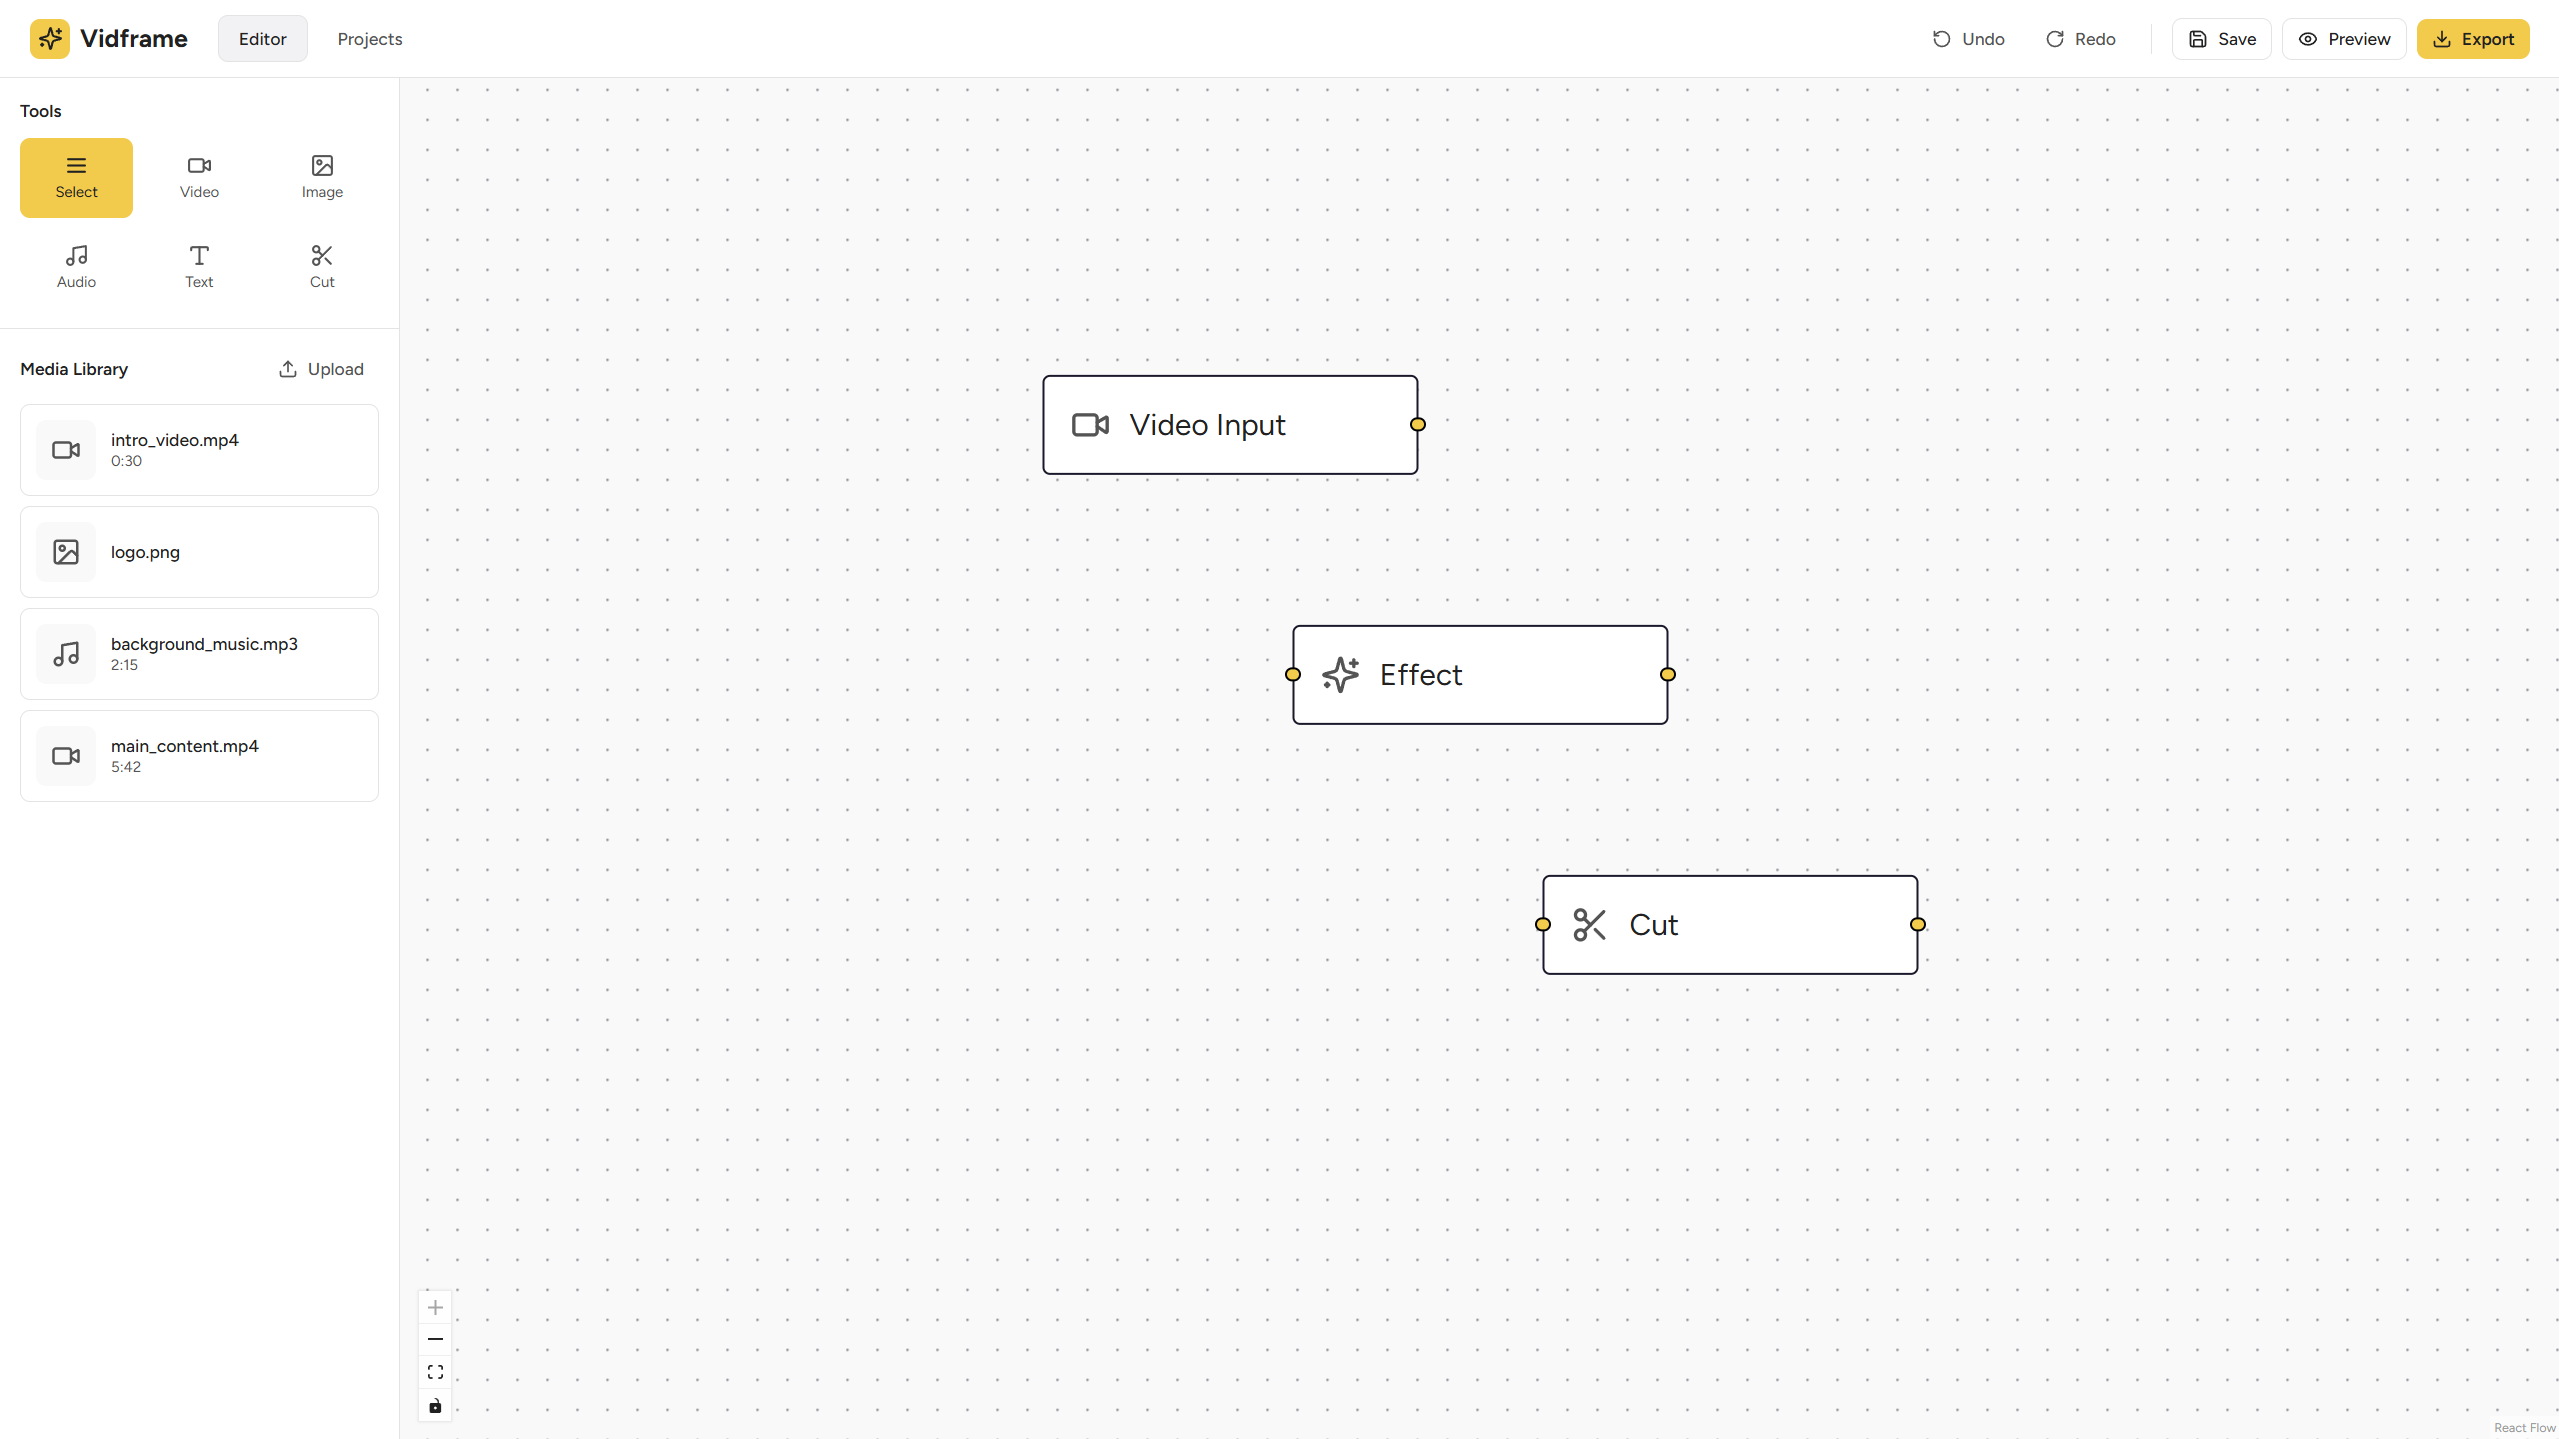 Vidframe
Editor
Projects
Undo
Redo
Save
Preview
Export
Tools
Select
Video
Image
Audio
Text
Cut
Media Library
Upload
intro_video.mp4
0:30
logo.png
background_music.mp3
2:15
main_content.mp4
5:42
Video Input
Effect
Cut
React Flow